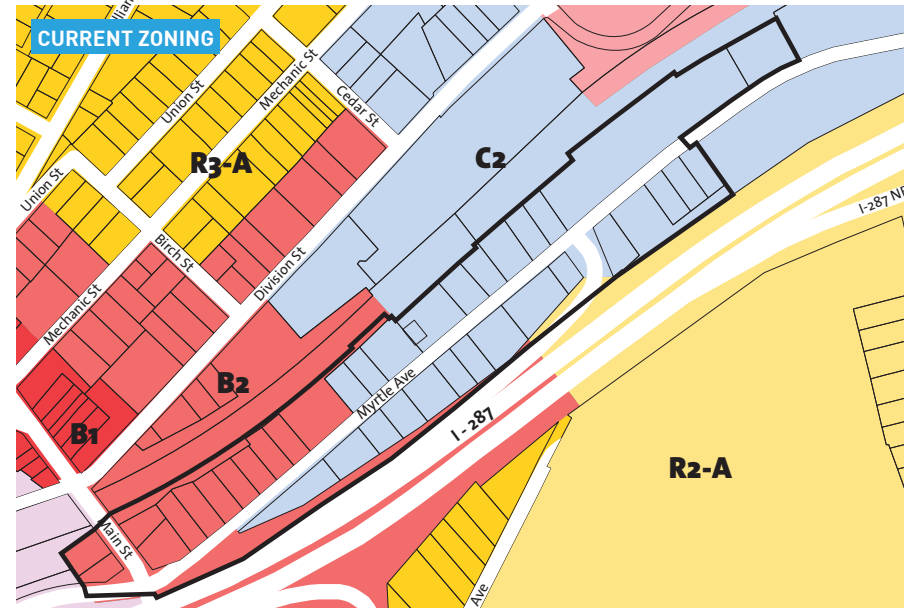 CURRENT ZONING
Union St
Mechanic St
Cedar St
R3-A
C2
Union St
I-287
Birch St
Division St
Mechanic St
B2
Myrtle Ave
B1
I - 287
R2-A
Main St
Ave